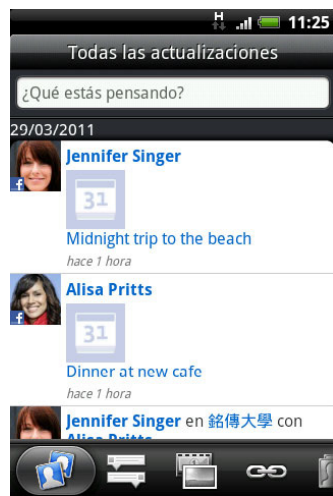 H 11:25
Todas las actualizaciones
¿Qué estás pensando?
29/03/2011
Jennifer Singer
31
Midnight trip to the beach
hace 1 hora
Alisa Pritts
31
Dinner at new cafe
hace 1 hora
Jennifer Singer en 銘傳大學 con
Alisa Pritts